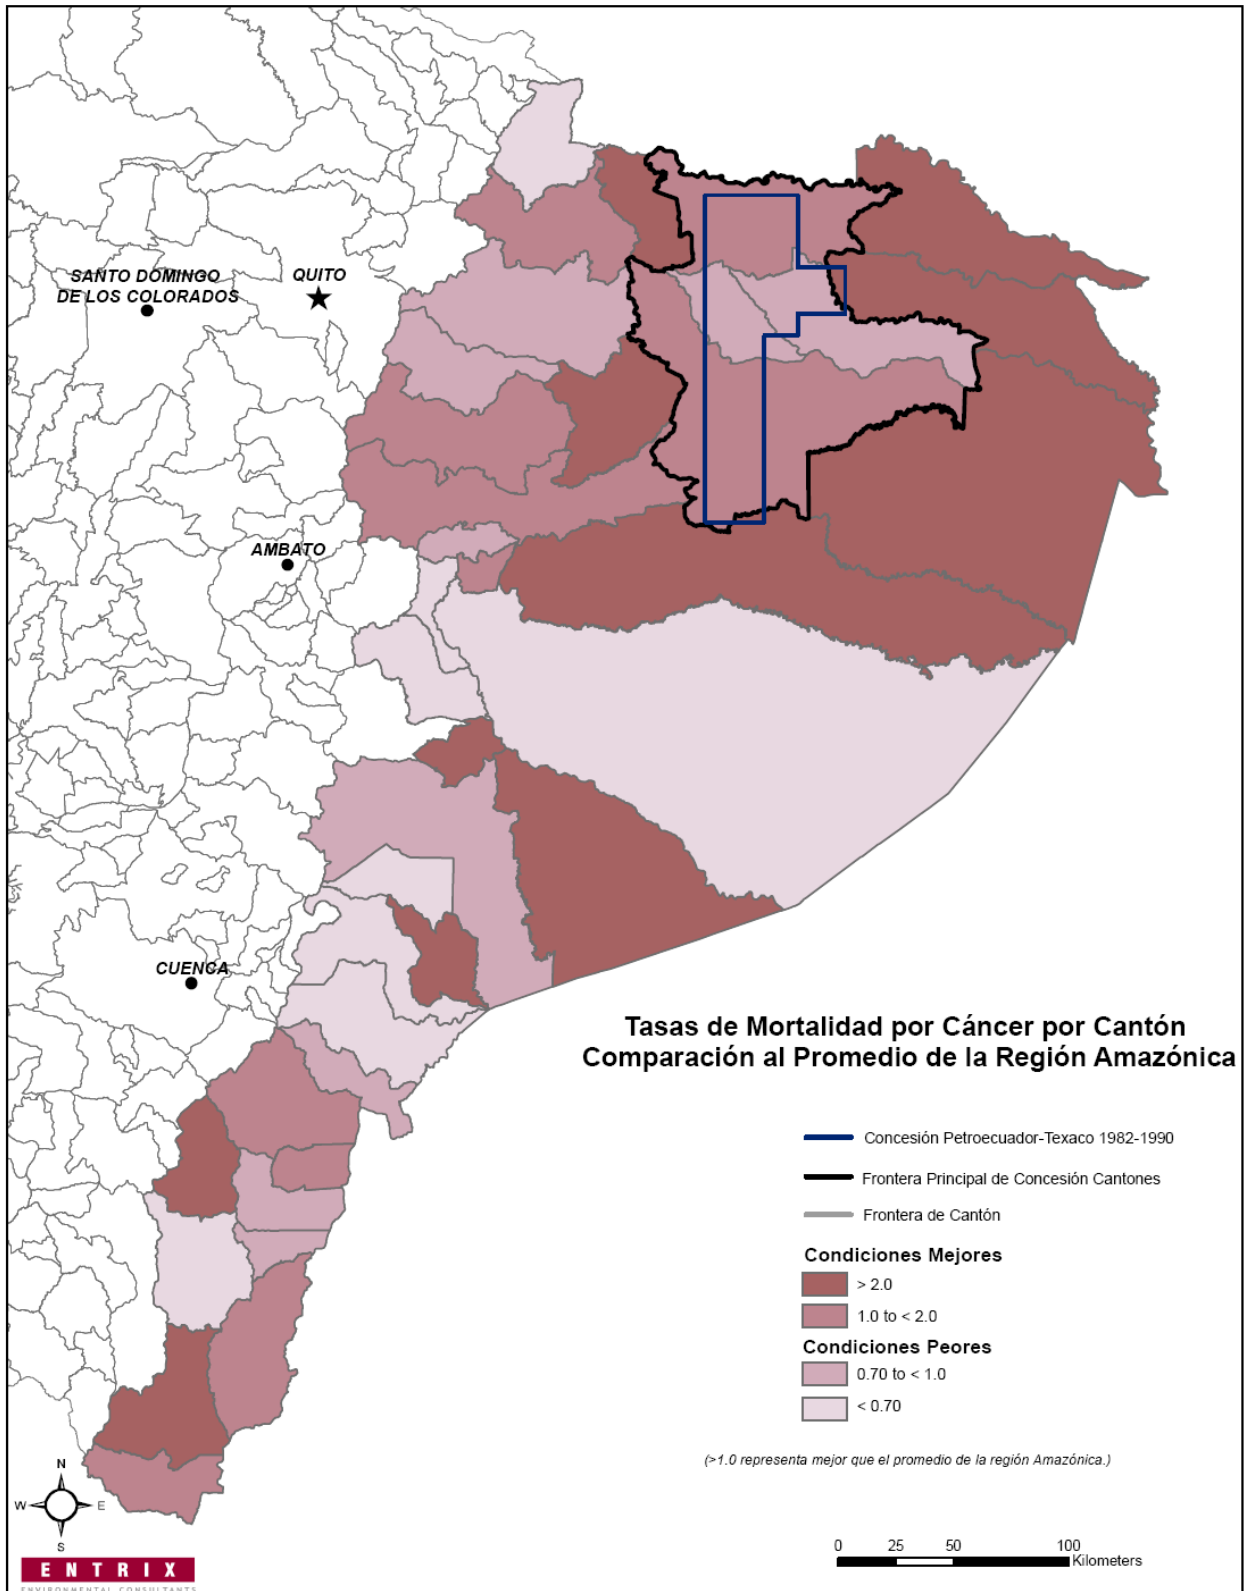 SANTO DOMINGO
DE LOS COLORADOS
QUITO
AMBATO
CUENCA
Tasas de Mortalidad por Cáncer por Cantón
Comparación al Promedio de la Región Amazónica
Concesión Petroecuador-Texaco 1982-1990
Frontera Principal de Concesión Cantones
Frontera de Cantón
Condiciones Mejores
> 2.0
1.0 to < 2.0
Condiciones Peores
0.70 to < 1.0
< 0.70
(>1.0 representa mejor que el promedio de la región Amazónica.)
N
W E
S
0 25 50 100
Kilometers
ENTRIX
ENVIRONMENTAL CONSULTANTS